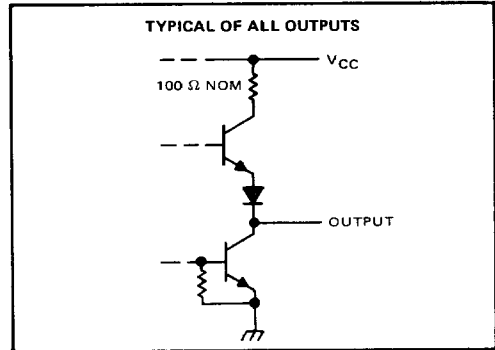 TYPICAL OF ALL OUTPUTS
VCC
100 Ω NOM
OUTPUT